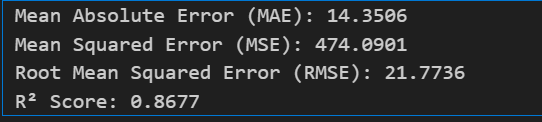 Mean Absolute Error (MAE): 14.3506
Mean Squared Error (MSE): 474.0901
Root Mean Squared Error (RMSE): 21.7736
R² Score: 0.8677